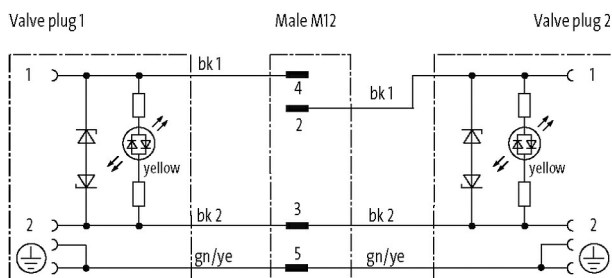 Valve plug 1
Male M12
Valve plug 2
1
bk 1
4
bk 1
1
2
yellow
yellow
2
bk 2
3
bk 2
2
gn/ye
5
gn/ye